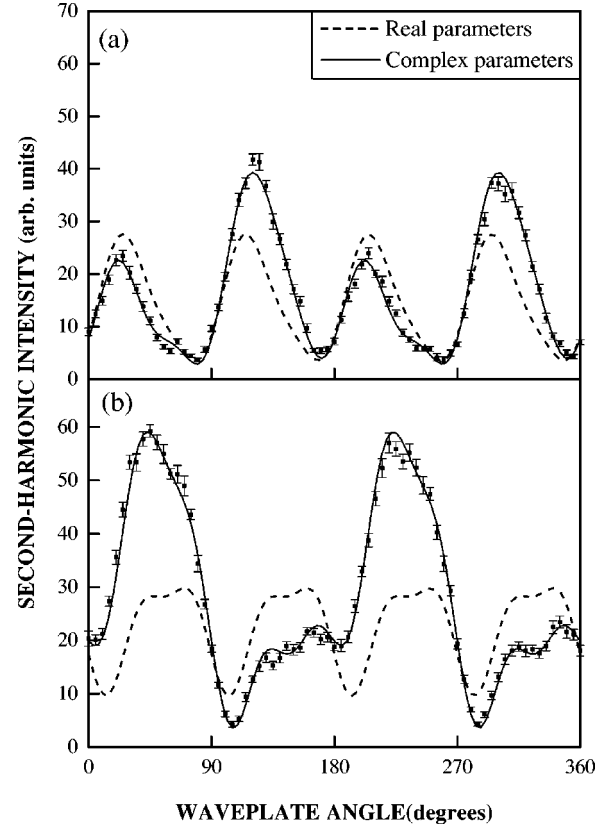 70
(a)
Real parameters
Complex parameters
60
50
40
30
20
10
0
SECOND-HARMONIC INTENSITY (arb. units)
(b)
60
50
40
30
20
10
0
0 90 180 270 360
WAVEPLATE ANGLE(degrees)